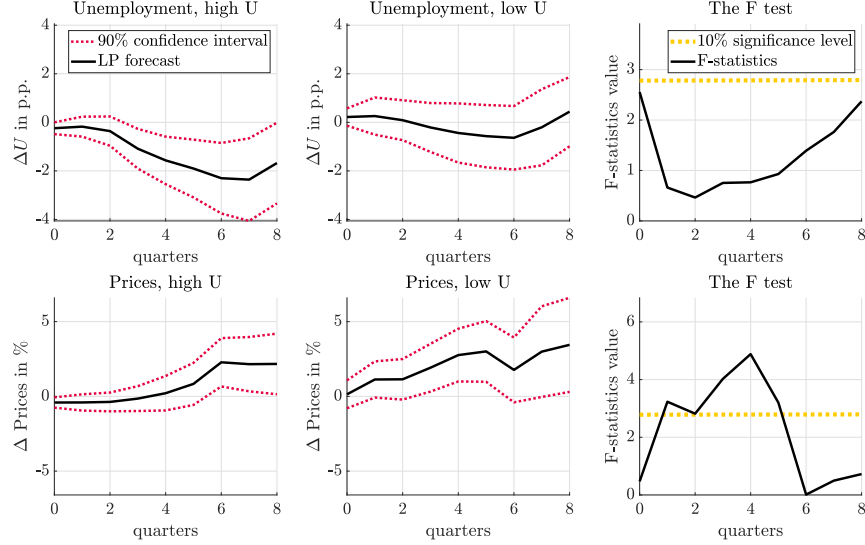 Unemployment, high U
4
2
0
-2
-4
ΔU in p.p.
90% confidence interval
LP forecast
0 2 4 6 8
quarters
Unemployment, low U
4
2
0
-2
-4
ΔU in p.p.
0 2 4 6 8
quarters
The F test
3
2
1
0
F-statistics value
10% significance level
F-statistics
0 2 4 6 8
quarters
Prices, high U
5
0
-5
Δ Prices in %
0 2 4 6 8
quarters
Prices, low U
5
0
-5
Δ Prices in %
0 2 4 6 8
quarters
The F test
6
4
2
0
F-statistics value
0 2 4 6 8
quarters